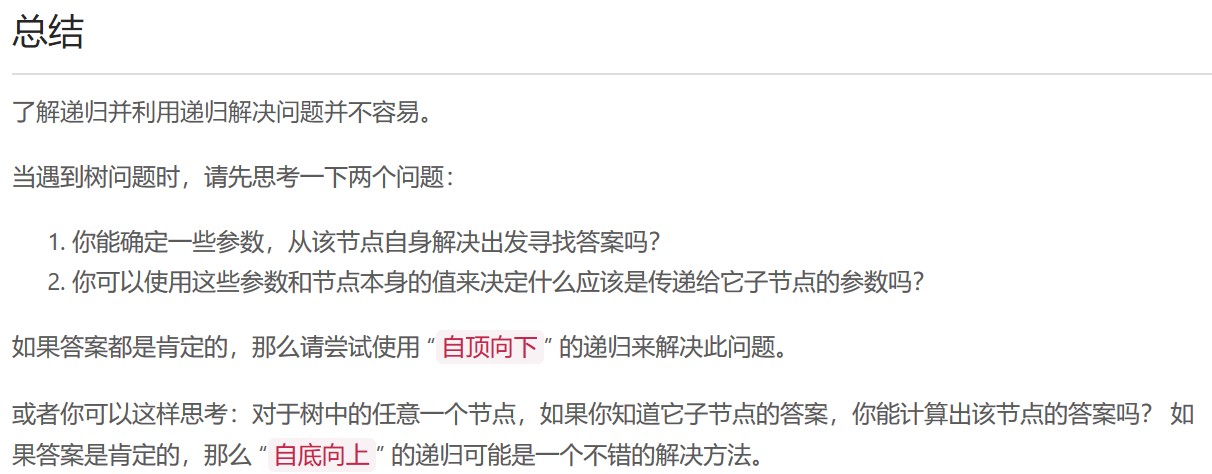 总结
了解递归并利用递归解决问题并不容易。
当遇到树问题时，请先思考一下两个问题：
1. 你能确定一些参数，从该节点自身解决出发寻找答案吗？
2. 你可以使用这些参数和节点本身的值来决定什么应该是传递给它子节点的参数吗？
如果答案都是肯定的，那么请尝试使用 “自顶向下” 的递归来解决此问题。
或者你可以这样思考：对于树中的任意一个节点，如果你知道它子节点的答案，你能计算出该节点的答案吗？ 如
果答案是肯定的，那么 “自底向上” 的递归可能是一个不错的解决方法。